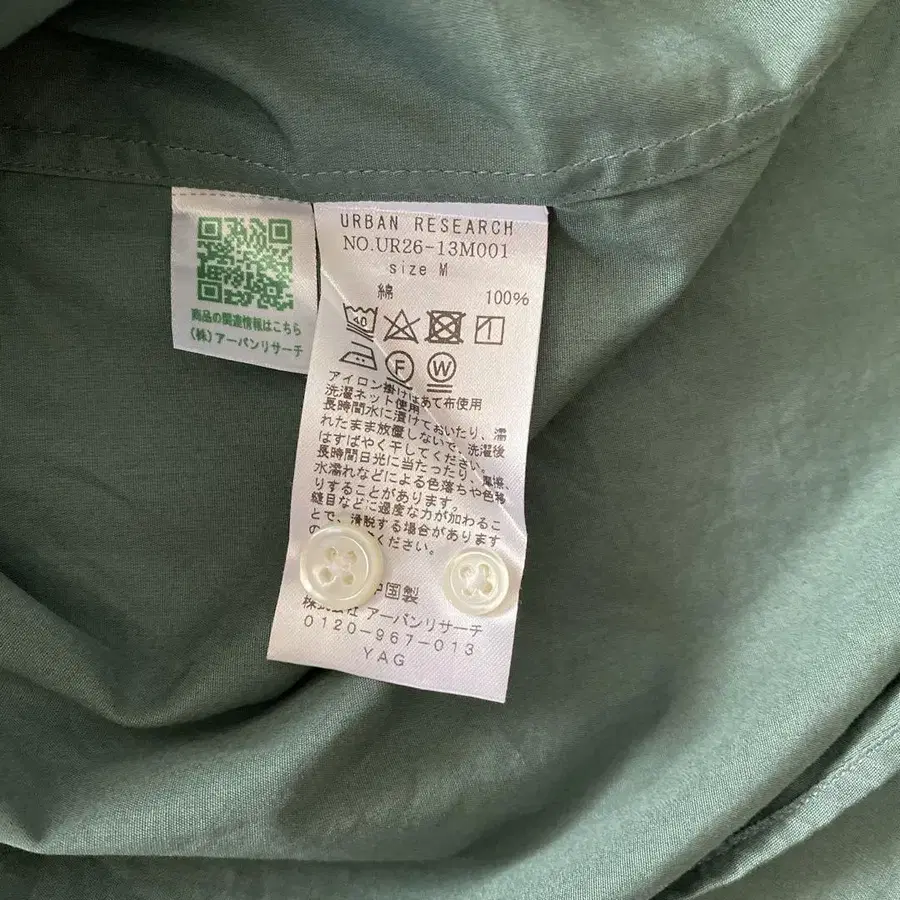 商品の関連情報はこちら
(株)アーバンリサーチ
URBAN RESEARCH
NO.UR26-13M001
size M
綿 100%
40
F W
アイロン掛けはあて布使用
洗濯ネット使用
長時間水に漬けておいたり、濡
れたまま放置しないで、洗濯後
はすばやく干してください。
長時間日光に当たったり、摩擦、
水濡れなどによる色落ちや色移
りすることがあります。
縫目などに過度な力が加わるこ
とで、滑脱する場合があります
の ください。
中国製
株式会社 アーバンリサーチ
0120-967-013
YAG